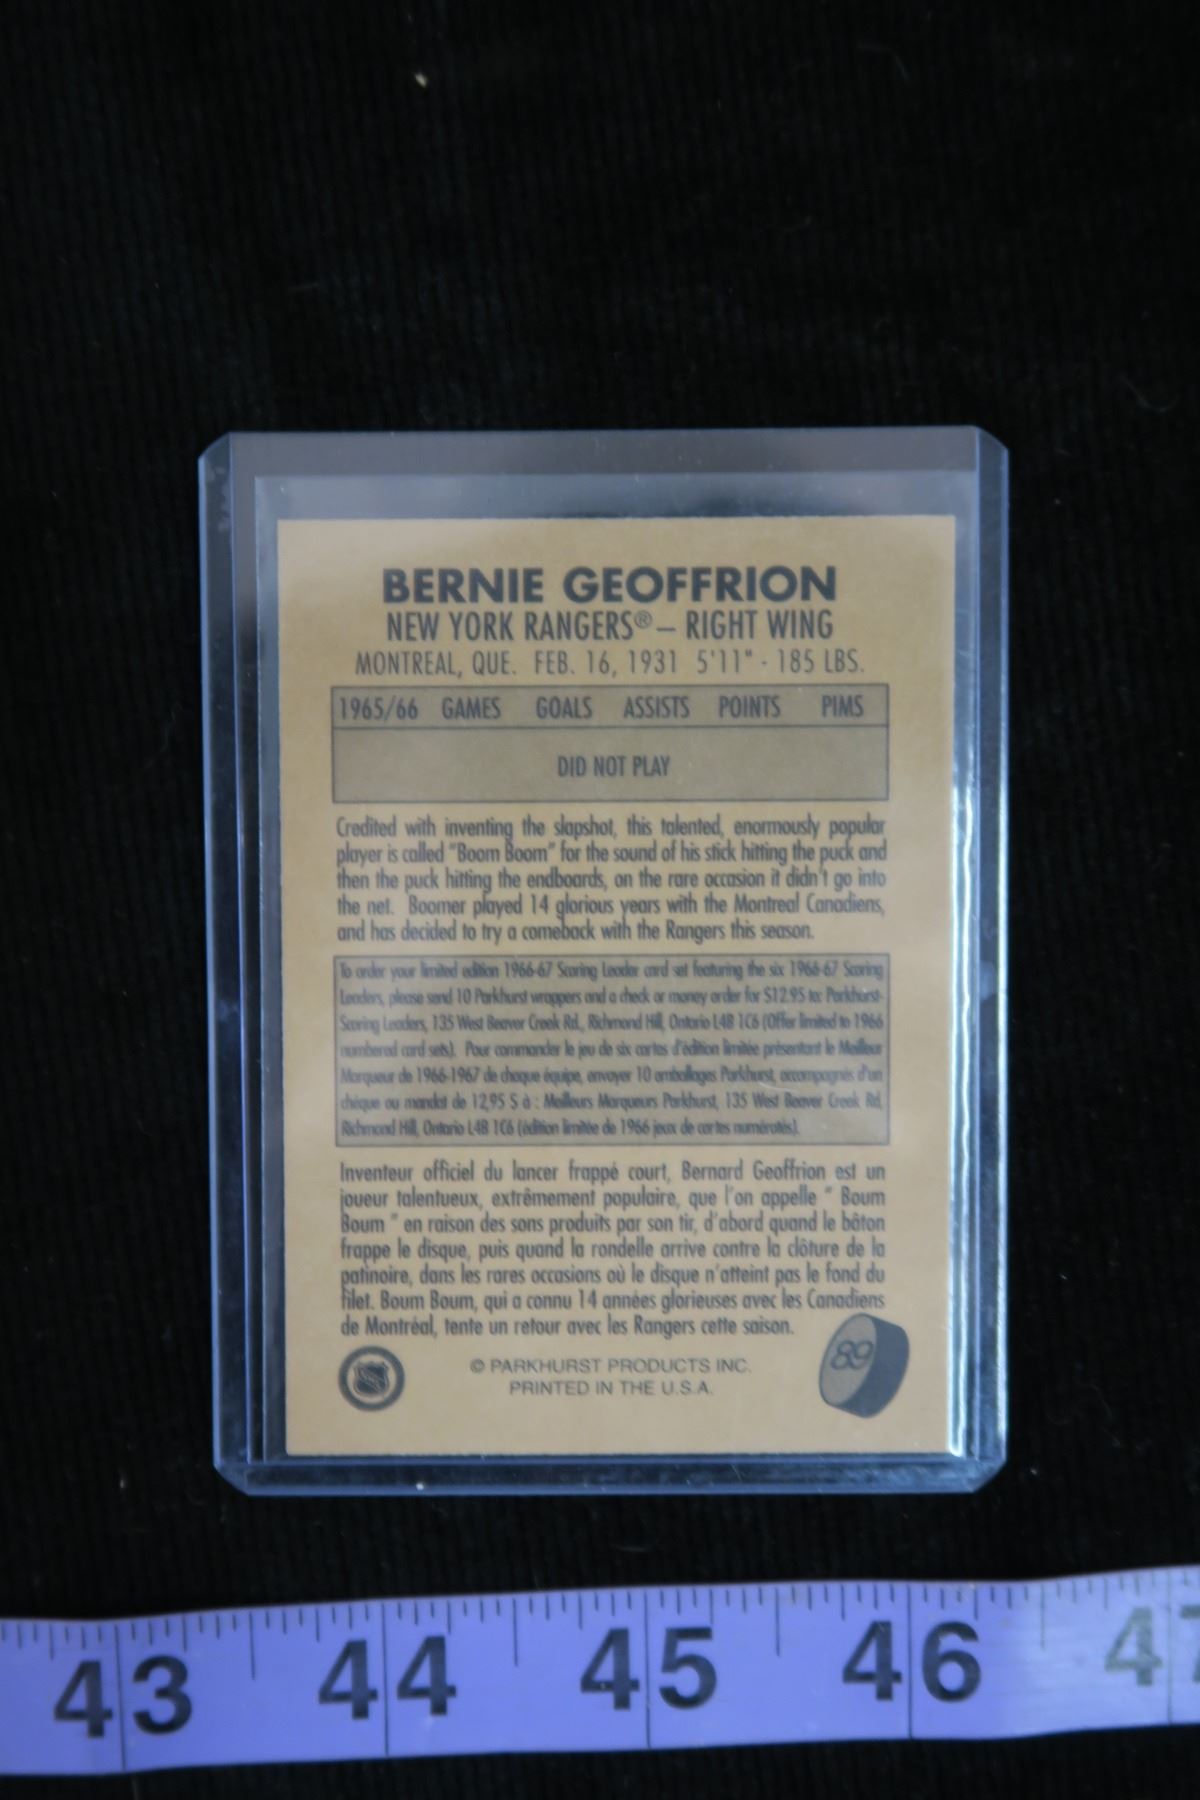 BERNIE GEOFFRION
NEW YORK RANGERS® – RIGHT WING
MONTREAL, QUE. FEB. 16, 1931 5'11" - 185 LBS.
1965/66 GAMES GOALS ASSISTS POINTS PIMS
DID NOT PLAY
Credited with inventing the slapshot, this talented, enormously popular
player is called "Boom Boom" for the sound of his stick hitting the puck and
then the puck hitting the endboards, on the rare occasion it didn't go into
the net. Boomer played 14 glorious years with the Montreal Canadiens,
and has decided to try a comeback with the Rangers this season.
To order your limited edition 1966-67 Scoring Leader card set featuring the six 1966-67 Scoring
Leaders, please send 10 Parkhurst wrappers and a check or money order for $12.95 to: Parkhurst-
Scoring Leaders, 135 West Beaver Creek Rd., Richmond Hill, Ontario L4B 1C6 (Offer limited to 1966
numbered card sets). Pour commander le jeu de six cartes d'édition limitée présentant le Meilleur
Marqueur de 1966-1967 de chaque équipe, envoyer 10 emballages Parkhurst, accompagnés d'un
chèque ou mandat de 12,95 $ à : Meilleurs Marqueurs Parkhurst, 135 West Beaver Creek Rd,
Richmond Hill, Ontario L4B 1C6 (édition limitée de 1966 jeux de cartes numérotés).
Inventeur officiel du lancer frappé court, Bernard Geoffrion est un
joueur talentueux, extrêmement populaire, que l'on appelle " Boum
Boum " en raison des sons produits par son tir, d'abord quand le bâton
frappe le disque, puis quand la rondelle arrive contre la clôture de la
patinoire, dans les rares occasions où le disque n'atteint pas le fond du
filet. Boum Boum, qui a connu 14 années glorieuses avec les Canadiens
de Montréal, tente un retour avec les Rangers cette saison.
© PARKHURST PRODUCTS INC.
PRINTED IN THE U.S.A.
89
43 44 45 46 47